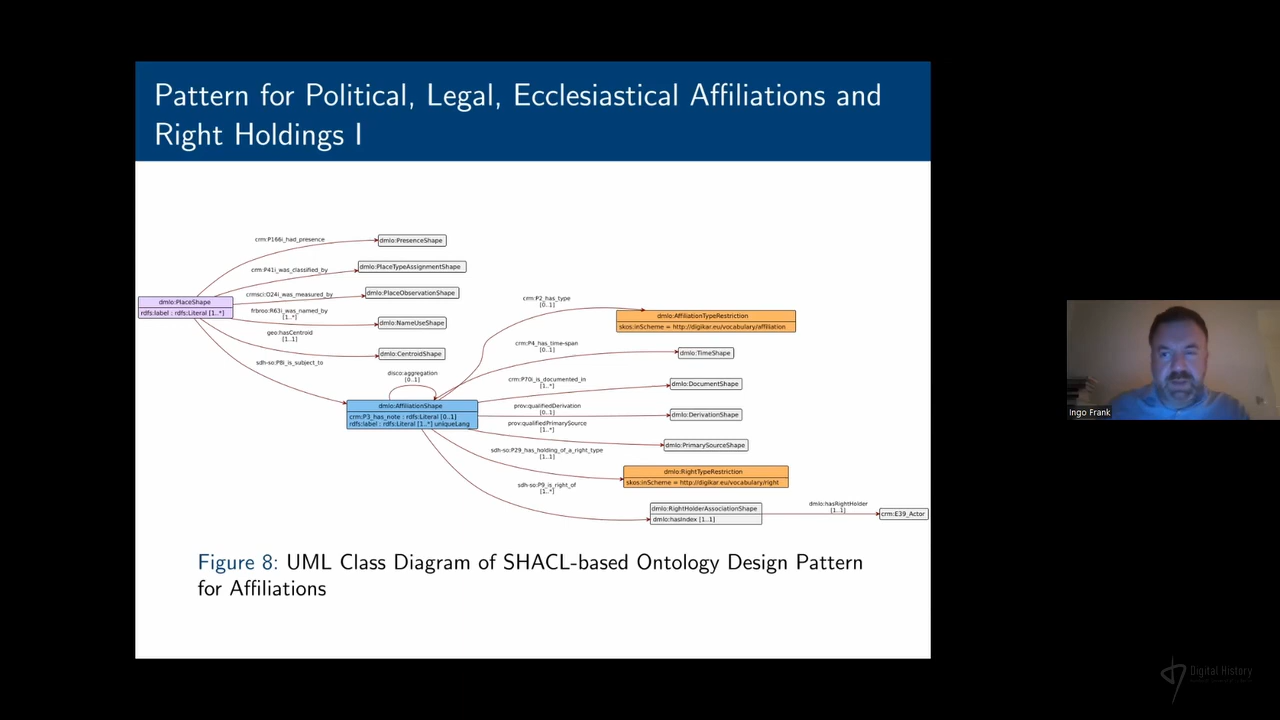 Pattern for Political, Legal, Ecclesiastical Affiliations and
Right Holdings I
crm:P166i_had_presence
dmlo:PresenceShape
crm:P41i_was_classified_by
dmlo:PlaceTypeAssignmentShape
dmlo:PlaceShape
rdfs:label : rdfs:Literal [1..*]
crmsci:O24i_was_measured_by
dmlo:PlaceObservationShape
frbroo:R63i_was_named_by
[1..*]
dmlo:NameUseShape
geo:hasCentroid
[1..1]
dmlo:CentroidShape
sdh-so:P8i_is_subject_to
disco:aggregation
[0..1]
dmlo:AffiliationShape
crm:P3_has_note : rdfs:Literal [0..1]
rdfs:label : rdfs:Literal [1..*] uniqueLang
crm:P2_has_type
[0..1]
dmlo:AffiliationTypeRestriction
skos:inScheme = http://digikar.eu/vocabulary/affiliation
crm:P4_has_time-span
[0..1]
dmlo:TimeShape
crm:P70i_is_documented_in
[1..*]
dmlo:DocumentShape
prov:qualifiedDerivation
[0..1]
dmlo:DerivationShape
prov:qualifiedPrimarySource
[1..*]
dmlo:PrimarySourceShape
sdh-so:P29_has_holding_of_a_right_type
[1..1]
dmlo:RightTypeRestriction
skos:inScheme = http://digikar.eu/vocabulary/right
sdh-so:P9_is_right_of
[1..*]
dmlo:RightHolderAssociationShape
dmlo:hasIndex [1..1]
dmlo:hasRightHolder
[1..1]
crm:E39_Actor
Figure 8: UML Class Diagram of SHACL-based Ontology Design Pattern
for Affiliations
Ingo Frank
Digital History